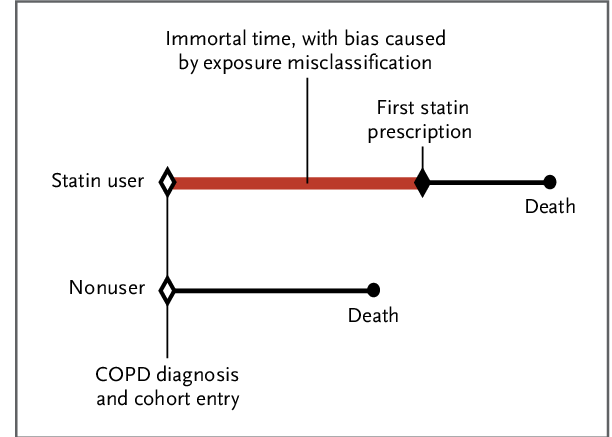 Immortal time, with bias caused
by exposure misclassification
First statin
prescription
Statin user
Death
Nonuser
Death
COPD diagnosis
and cohort entry